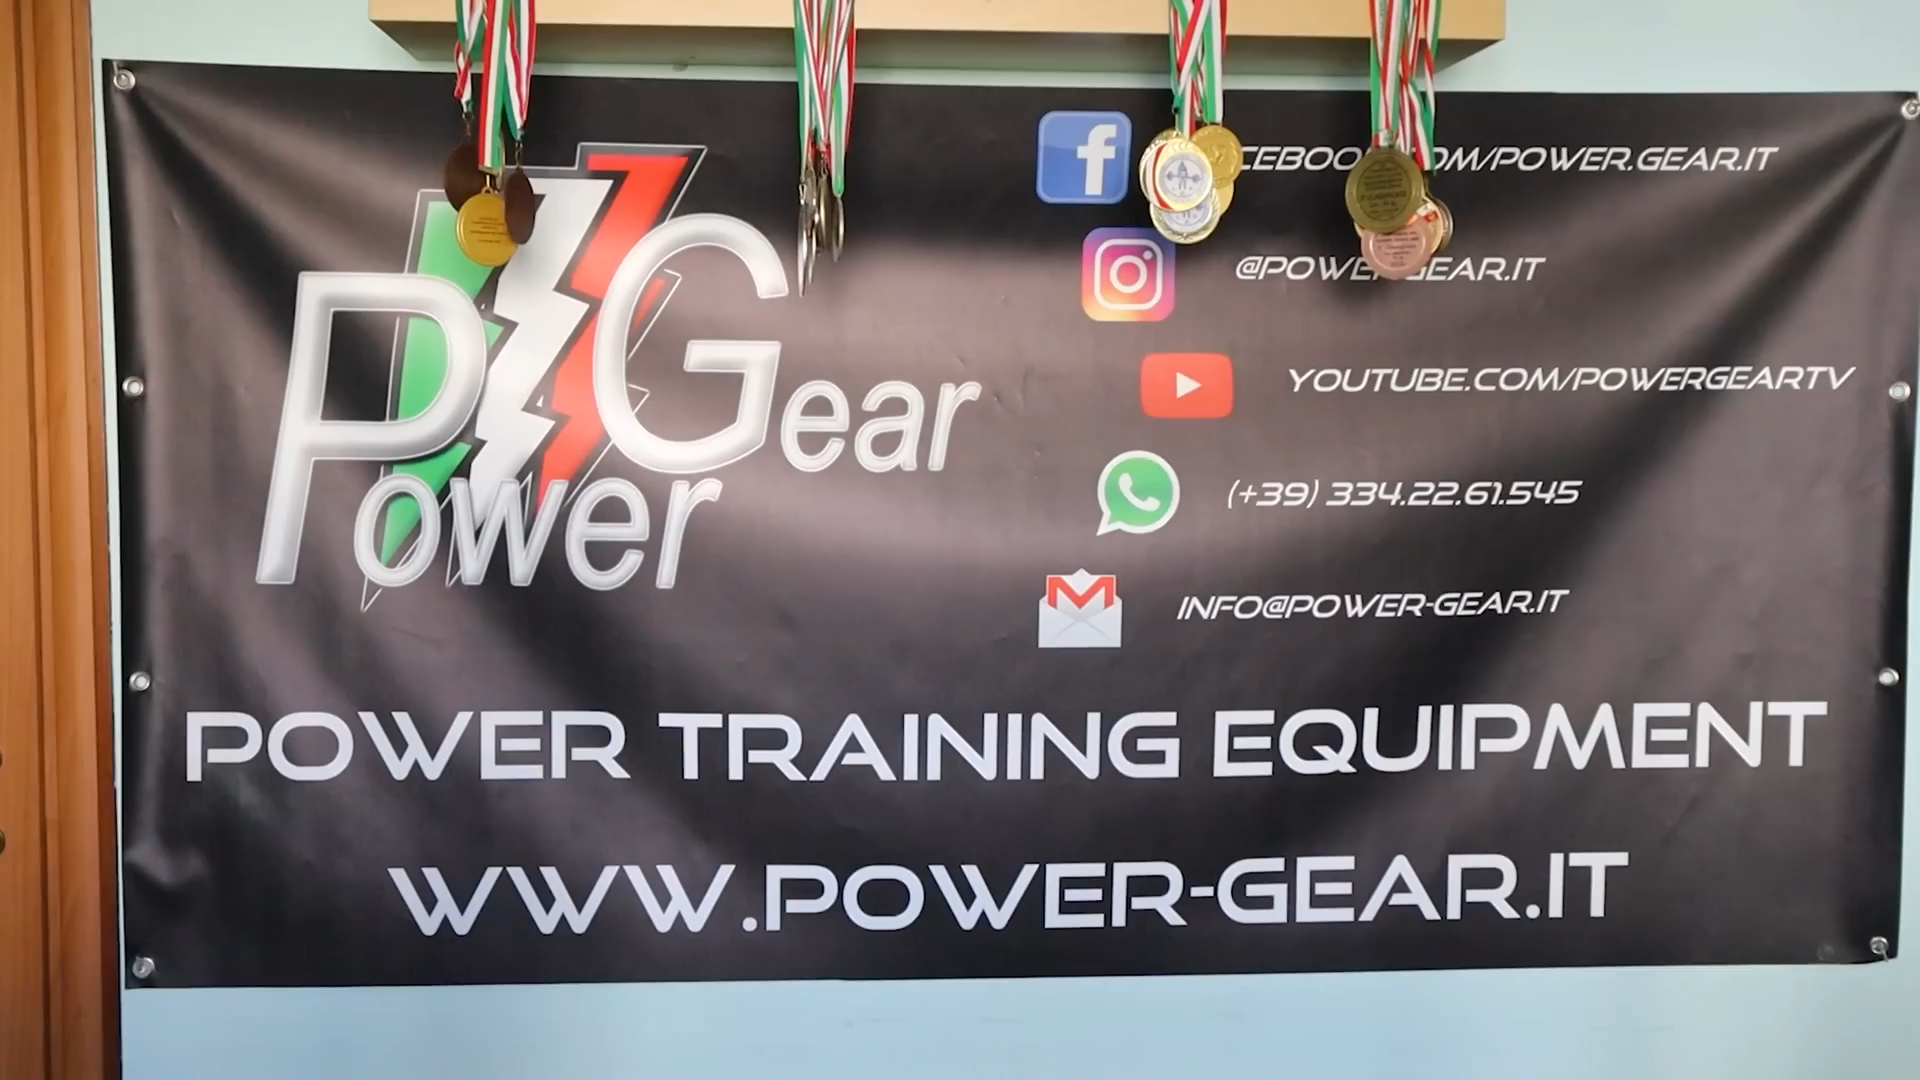 Power Gear
CEBOO OM/POWER.GEAR.IT
@POWER-GEAR.IT
YOUTUBE.COM/POWERGEARTV
(+39) 334.22.61.545
INFO@POWER-GEAR.IT
POWER TRAINING EQUIPMENT
WWW.POWER-GEAR.IT